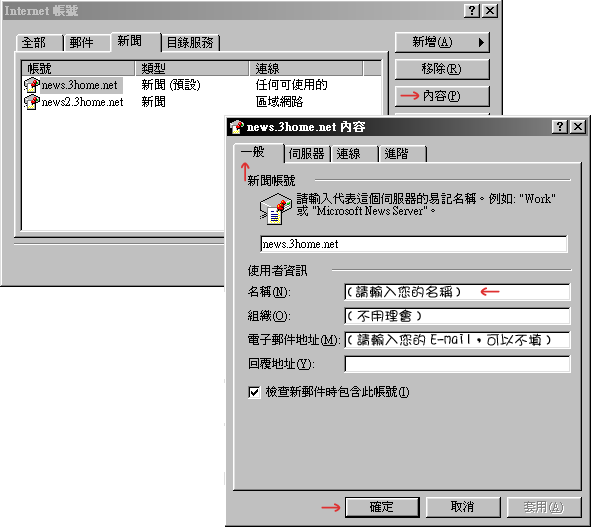 Internet 帳號
全部 郵件 新聞 目錄服務
新增(A)
帳號 類型 連線
移除(R)
news.3home.net 新聞 (預設) 任何可使用的
內容(P)
news2.3home.net 新聞 區域網路
news.3home.net 內容
一般 伺服器 連線 進階
新聞帳號
請輸入代表這個伺服器的易記名稱。例如: "Work"
或 "Microsoft News Server"。
news.3home.net
使用者資訊
名稱(N): (請輸入您的名稱)
組織(O): (不用理會)
電子郵件地址(M): (請輸入您的 E-mail，可以不填)
回覆地址(Y):
檢查新郵件時包含此帳號(I)
確定 取消 套用(A)